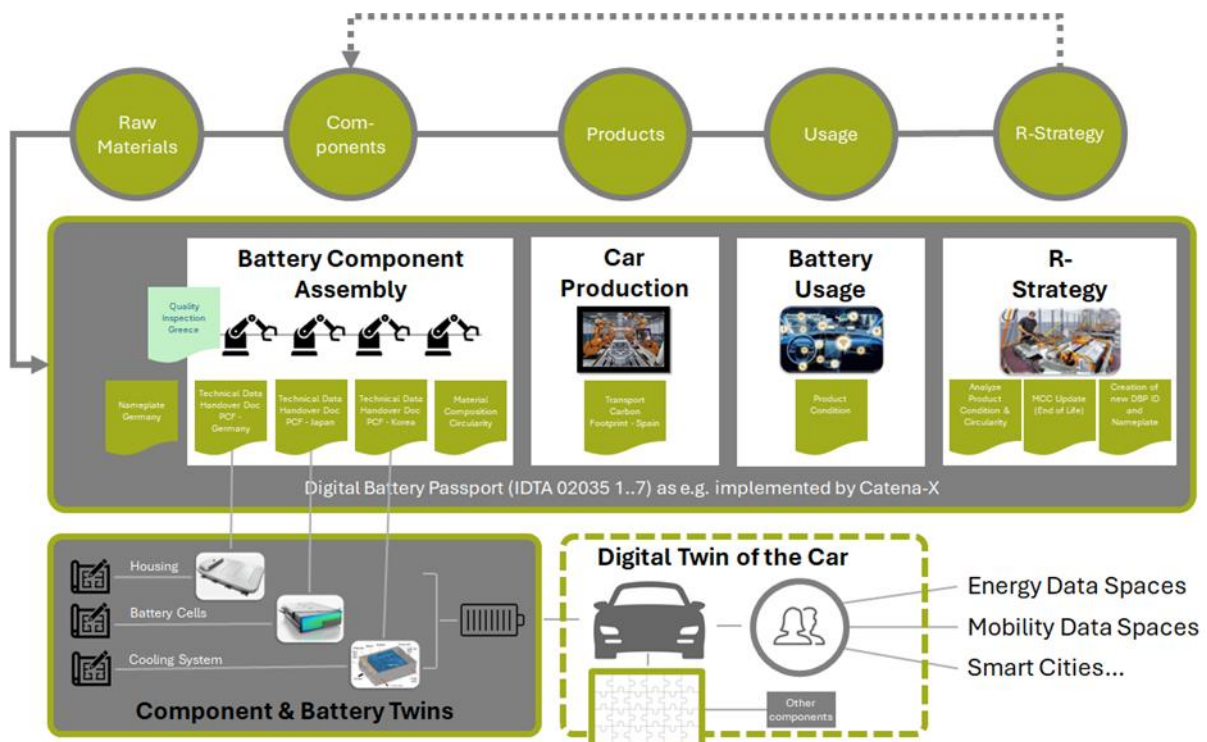 Raw
Materials
Com-
ponents
Products
Usage
R-Strategy
Battery Component
Assembly
Car
Production
Battery
Usage
R-
Strategy
Quality
Inspection
Greece
Nameplate
Germany
Technical Data
Handover Doc
PCF -
Germany
Technical Data
Handover Doc
PCF - Japan
Technical Data
Handover Doc
PCF - Korea
Material
Composition
Circularity
Transport
Carbon
Footprint - Spain
Product
Condition
Analyze
Product
Condition &
Circularity
MCC Update
(End of Life)
Creation of
new DBP ID
and
Nameplate
Digital Battery Passport (IDTA 02035 1..7) as e.g. implemented by Catena-X
Housing
Battery Cells
Cooling System
Component & Battery Twins
Digital Twin of the Car
Other
components
Energy Data Spaces
Mobility Data Spaces
Smart Cities...